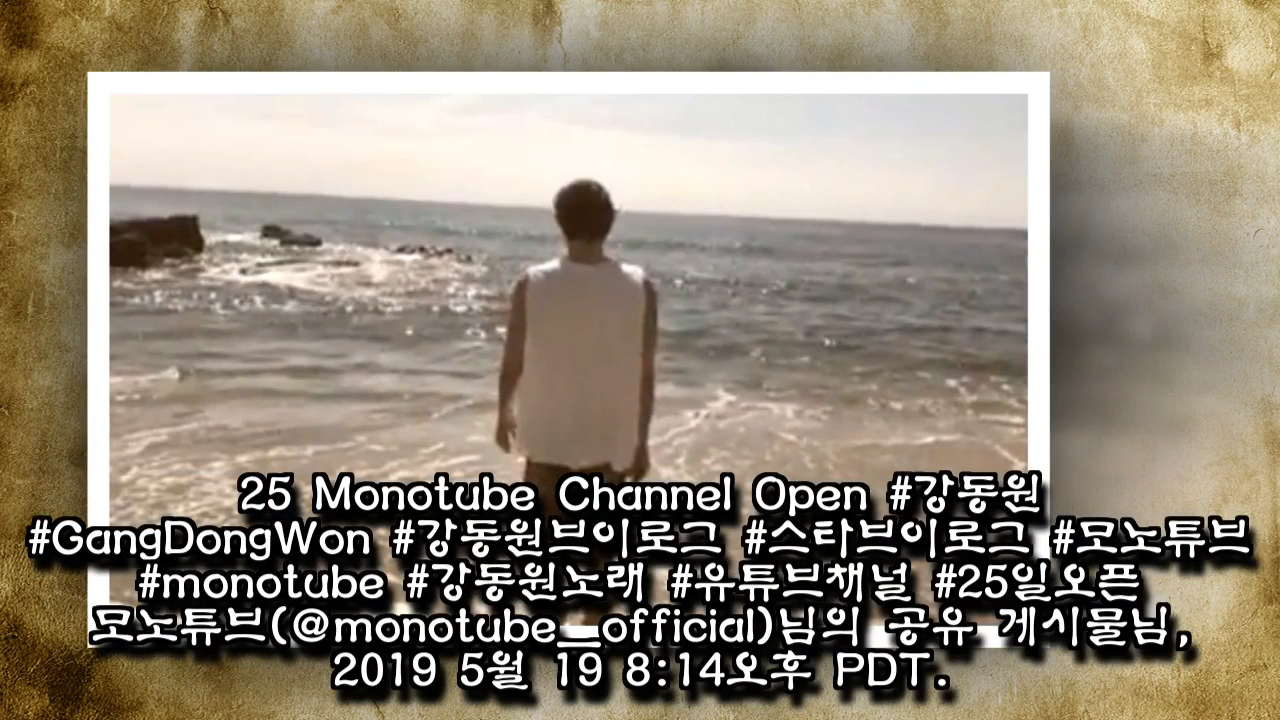 25 Monotube Channel Open #강동원
#GangDongWon #강동원브이로그 #스타브이로그 #모노튜브
#monotube #강동원노래 #유튜브채널 #25일오픈
모노튜브(@monotube_official)님의 공유 게시물님,
2019 5월 19 8:14오후 PDT.